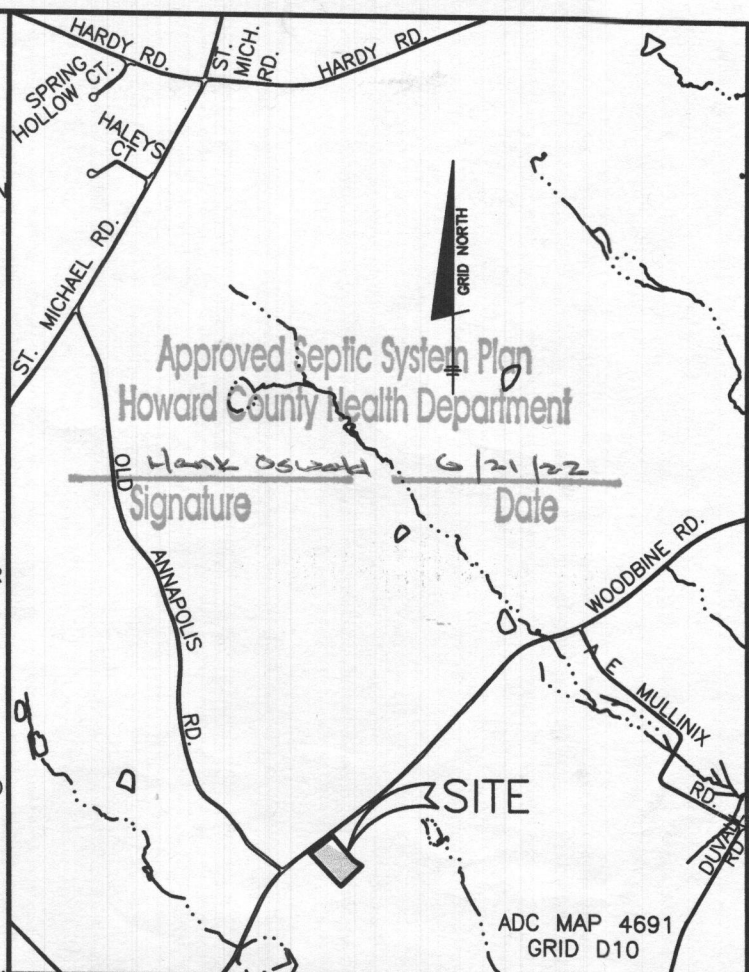 HARDY RD.
ST. MICH. RD.
HARDY RD.
SPRING HOLLOW CT.
HALEYS CT
ST. MICHAEL RD.
GRID NORTH
Approved Septic System Plan
Howard County Health Department
Hank Oswald 6/21/22
Signature Date
OLD ANNAPOLIS RD.
WOODBINE RD.
A E MULLINIX RD.
DUVALL RD.
SITE
ADC MAP 4691
GRID D10